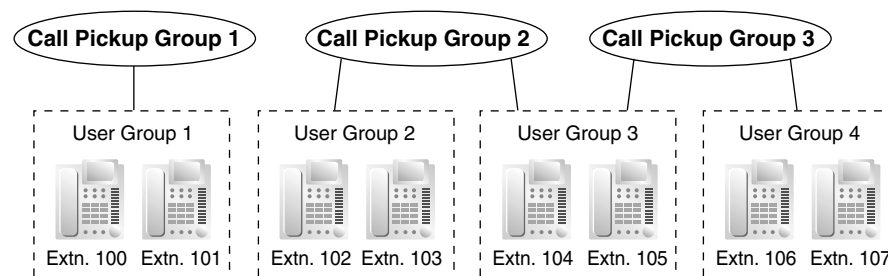 Call Pickup Group 1 Call Pickup Group 2 Call Pickup Group 3
User Group 1 User Group 2 User Group 3 User Group 4
Extn. 100 Extn. 101 Extn. 102 Extn. 103 Extn. 104 Extn. 105 Extn. 106 Extn. 107